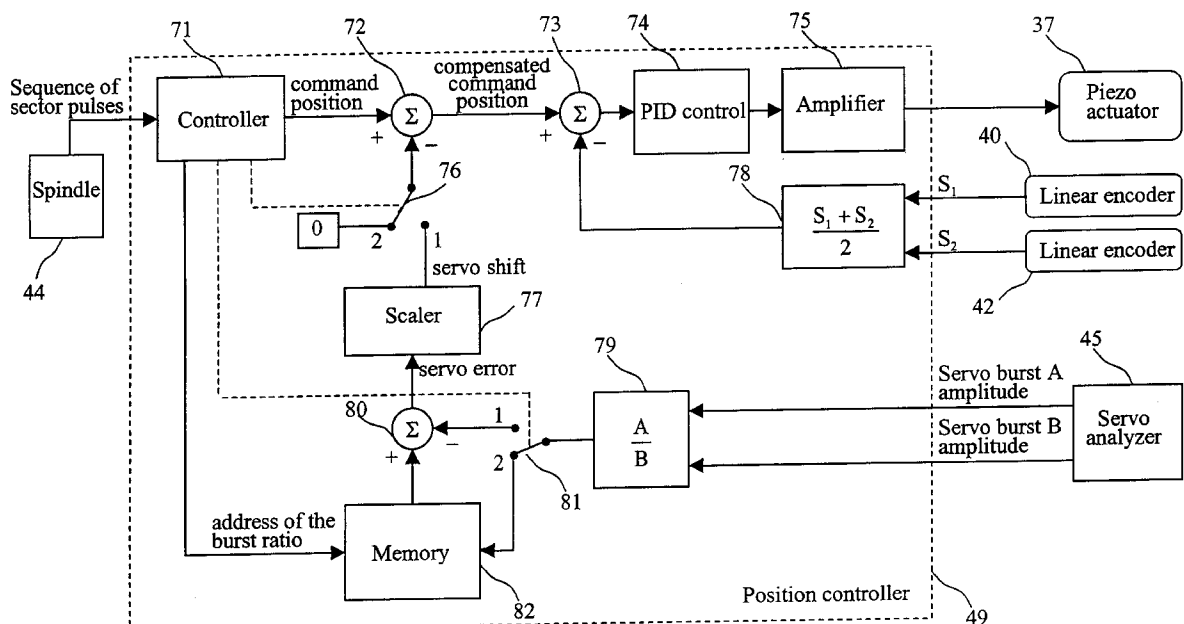 71
72
73
74
75
37
Sequence of
sector pulses
command
position
compensated
command
position
Controller
Σ
+
−
Σ
+
−
PID control
Amplifier
Piezo
actuator
Spindle
44
76
0
2
1
78
S₁ + S₂
2
S₁
S₂
40
Linear encoder
Linear encoder
42
servo shift
Scaler
77
servo error
79
Servo burst A
amplitude
45
80
Σ
−
+
1
2
81
A
B
Servo burst B
amplitude
Servo
analyzer
address of the
burst ratio
Memory
82
Position controller
49